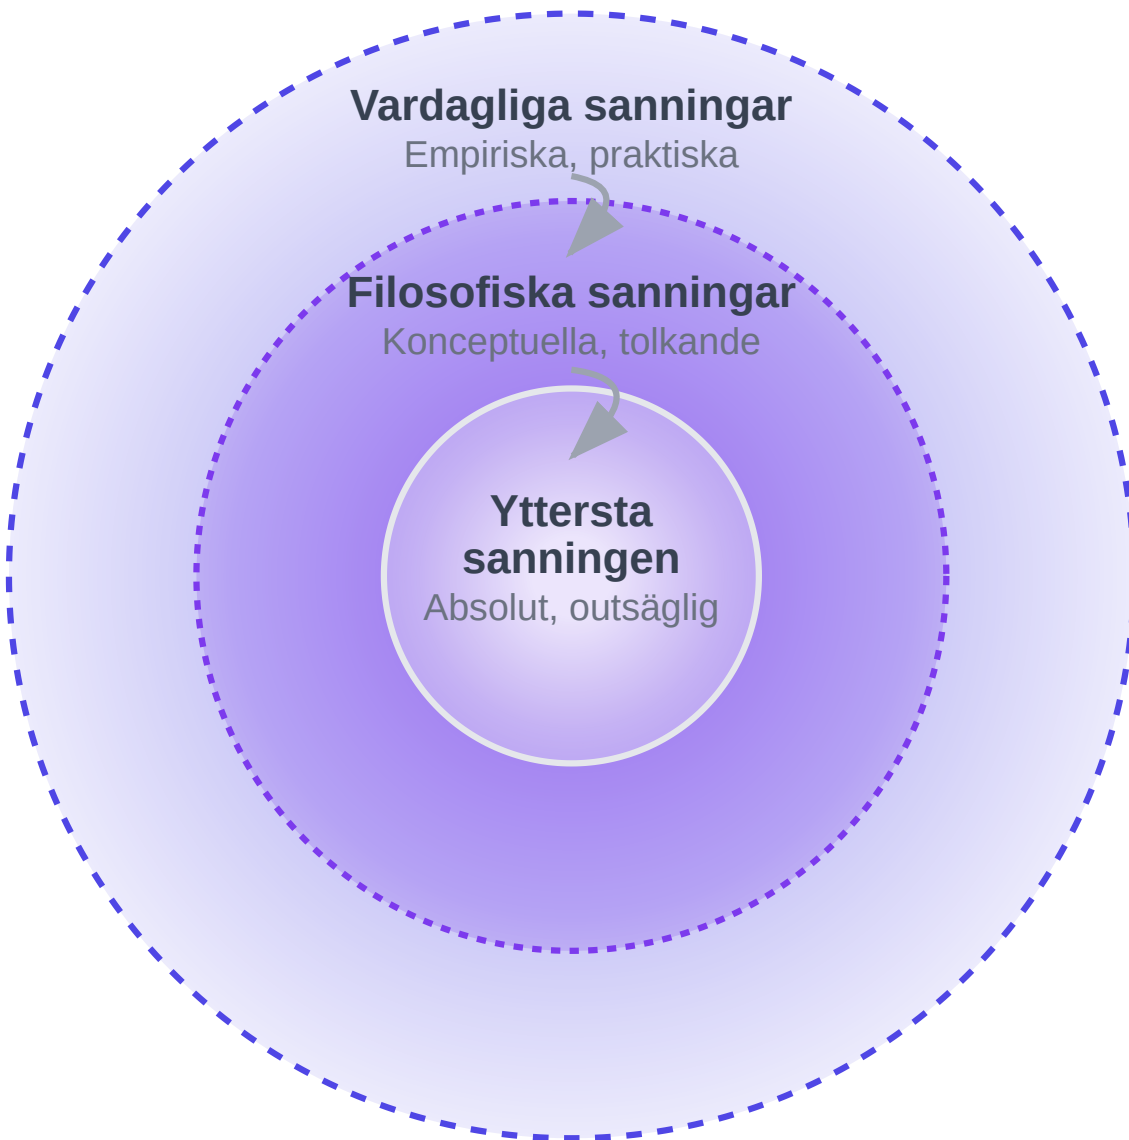 Vardagliga sanningar
Empiriska, praktiska
Filosofiska sanningar
Konceptuella, tolkande
Yttersta
sanningen
Absolut, outsäglig